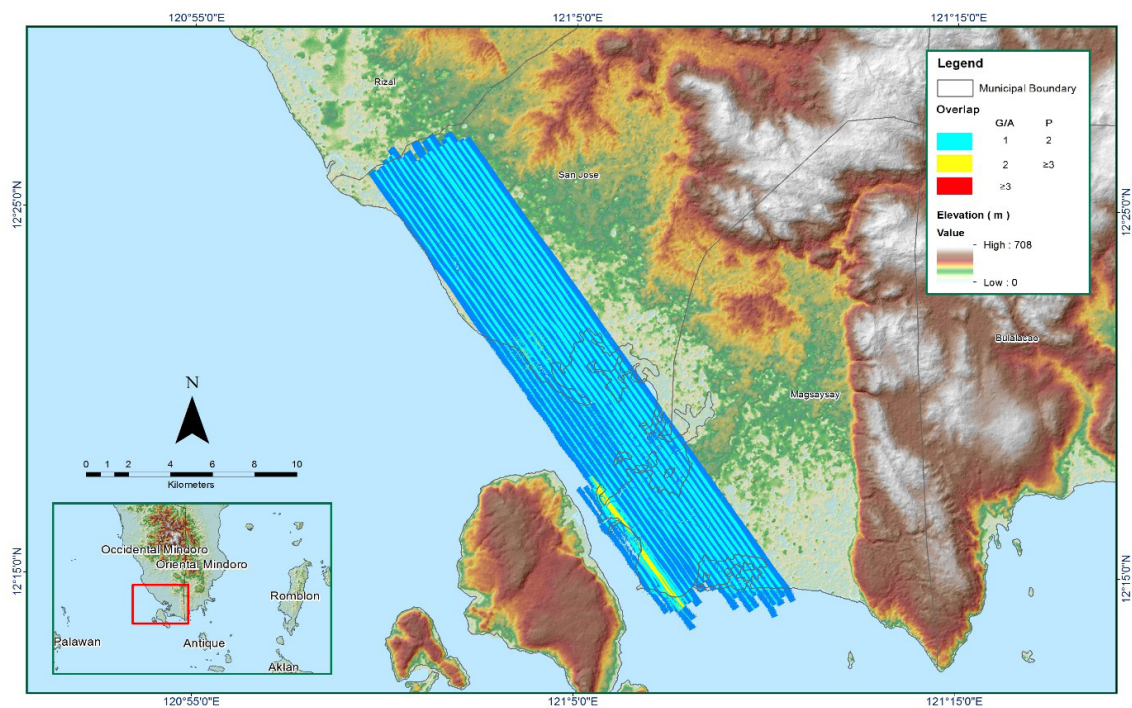 120°55'0"E 121°5'0"E 121°15'0"E
Legend
Municipal Boundary
Overlap
G/A P
1 2
2 ≥3
≥3
Elevation ( m )
Value
High : 708
Low : 0
Rizal
San Jose
12°25'0"N
12°25'0"N
Bulalacao
Magsaysay
N
0 1 2 4 6 8 10
Kilometers
Occidental Mindoro
Oriental Mindoro
Romblon
Palawan
Antique
Aklan
12°15'0"N
12°15'0"N
120°55'0"E 121°5'0"E 121°15'0"E